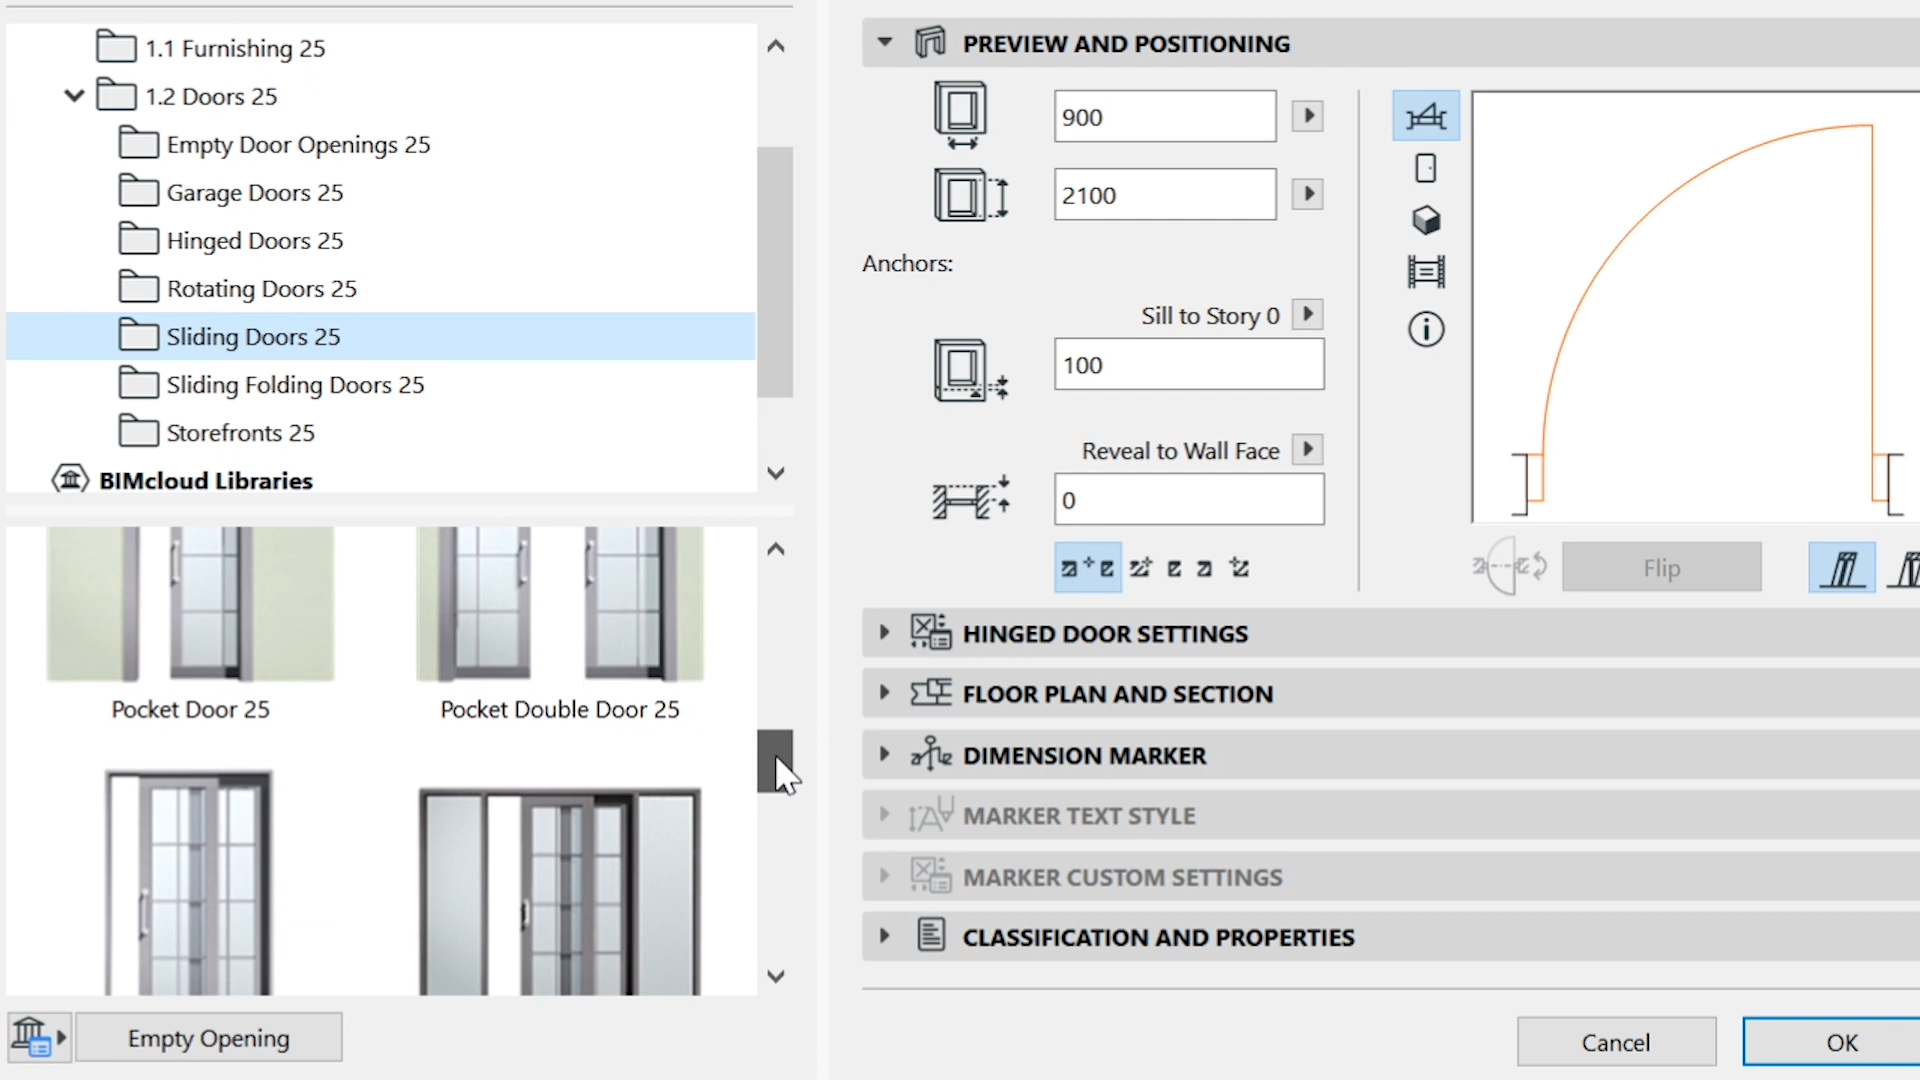 1.1 Furnishing 25
1.2 Doors 25
Empty Door Openings 25
Garage Doors 25
Hinged Doors 25
Rotating Doors 25
Sliding Doors 25
Sliding Folding Doors 25
Storefronts 25
BIMcloud Libraries
Pocket Door 25
Pocket Double Door 25
Empty Opening
PREVIEW AND POSITIONING
900
2100
Anchors:
Sill to Story 0
100
Reveal to Wall Face
0
Flip
HINGED DOOR SETTINGS
FLOOR PLAN AND SECTION
DIMENSION MARKER
MARKER TEXT STYLE
MARKER CUSTOM SETTINGS
CLASSIFICATION AND PROPERTIES
Cancel
OK